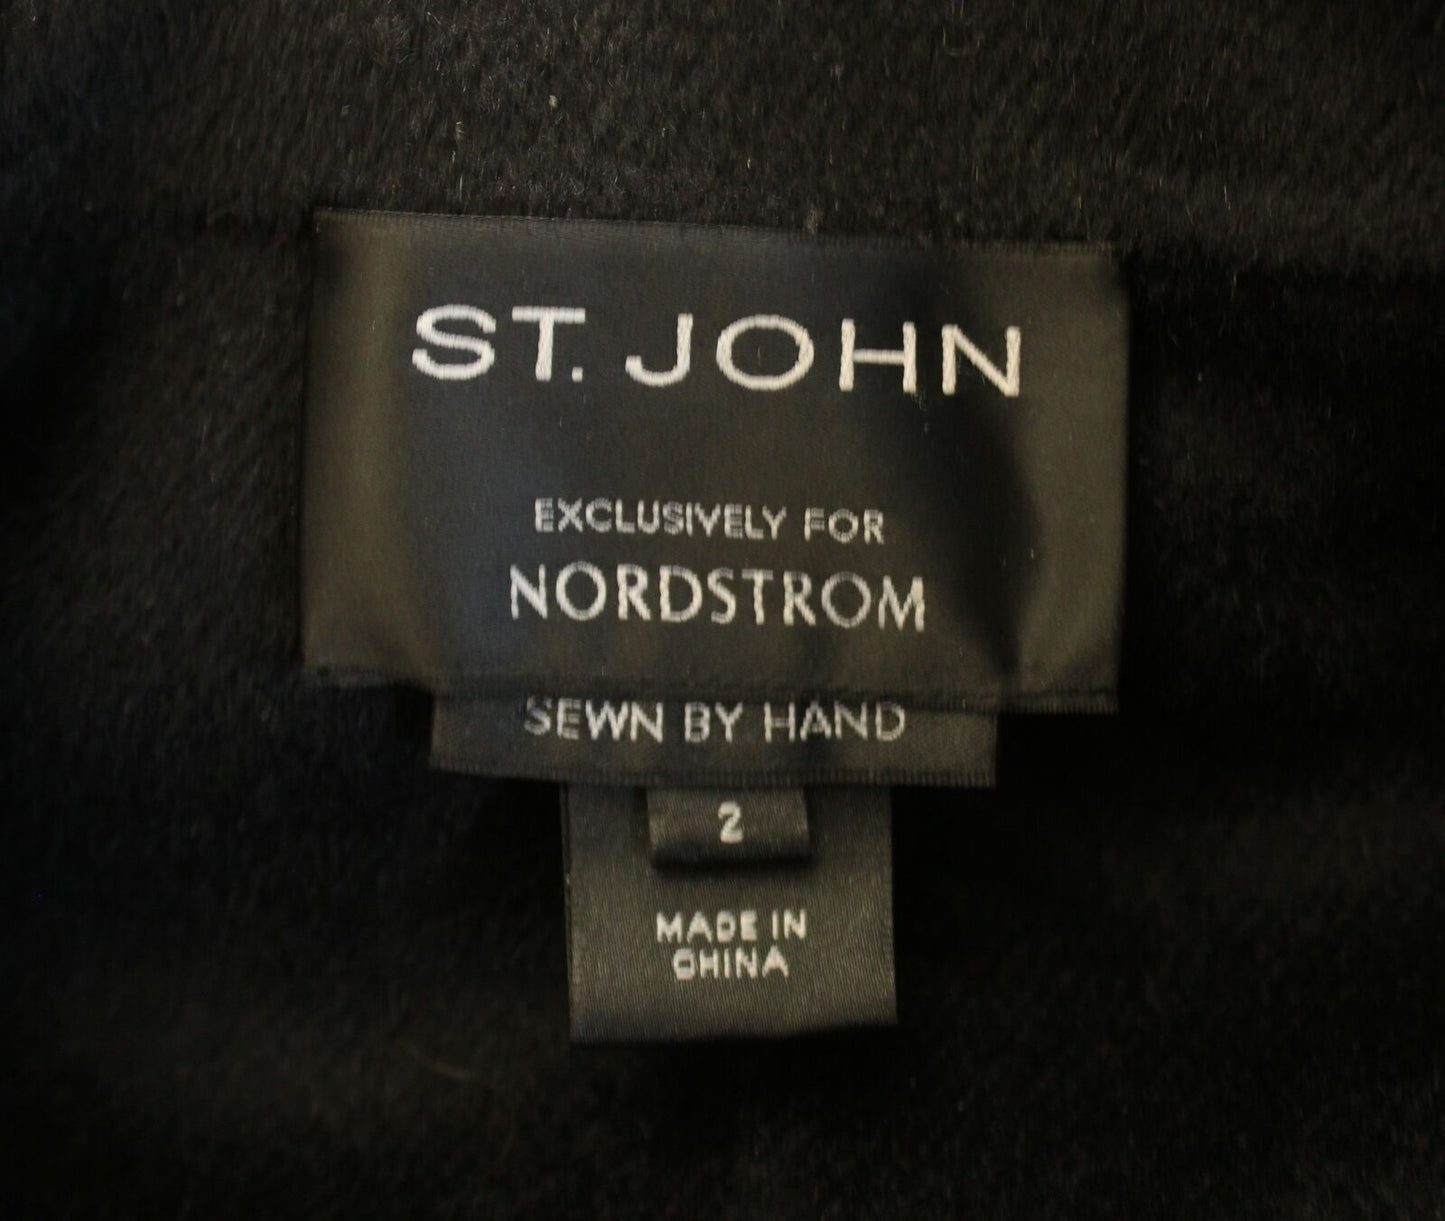 ST. JOHN
EXCLUSIVELY FOR
NORDSTROM
SEWN BY HAND
2
MADE IN
CHINA